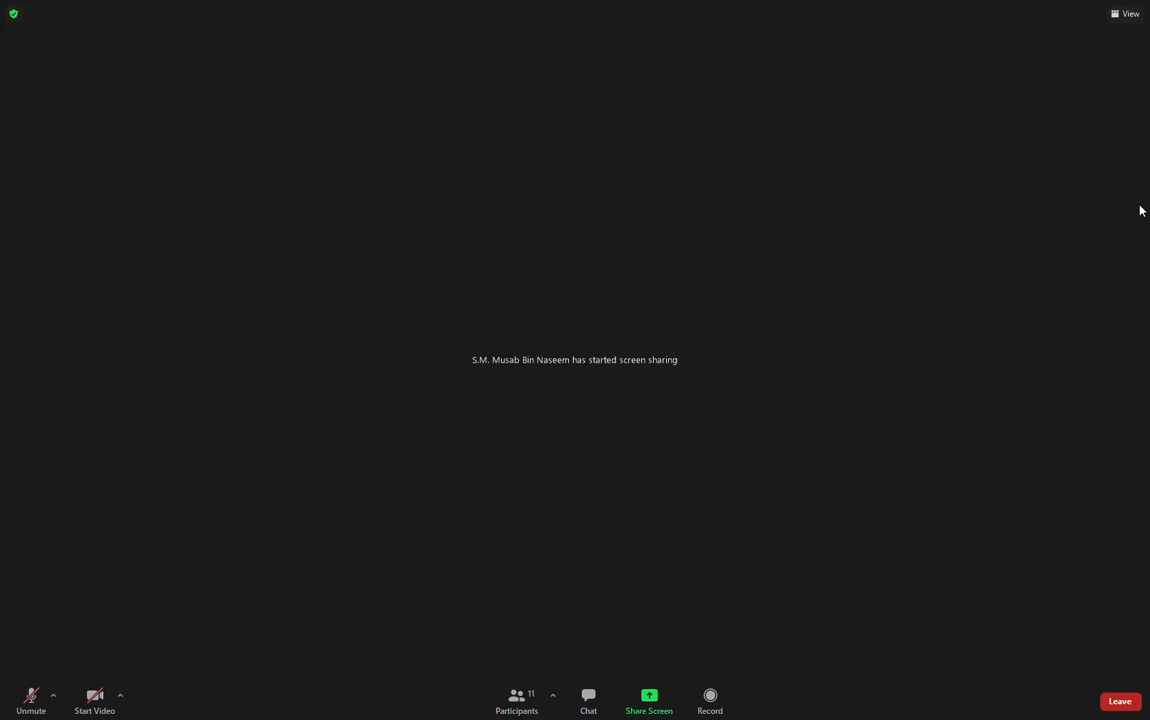 View
S.M. Musab Bin Naseem has started screen sharing
Unmute
Start Video
11
Participants
Chat
Share Screen
Record
Leave